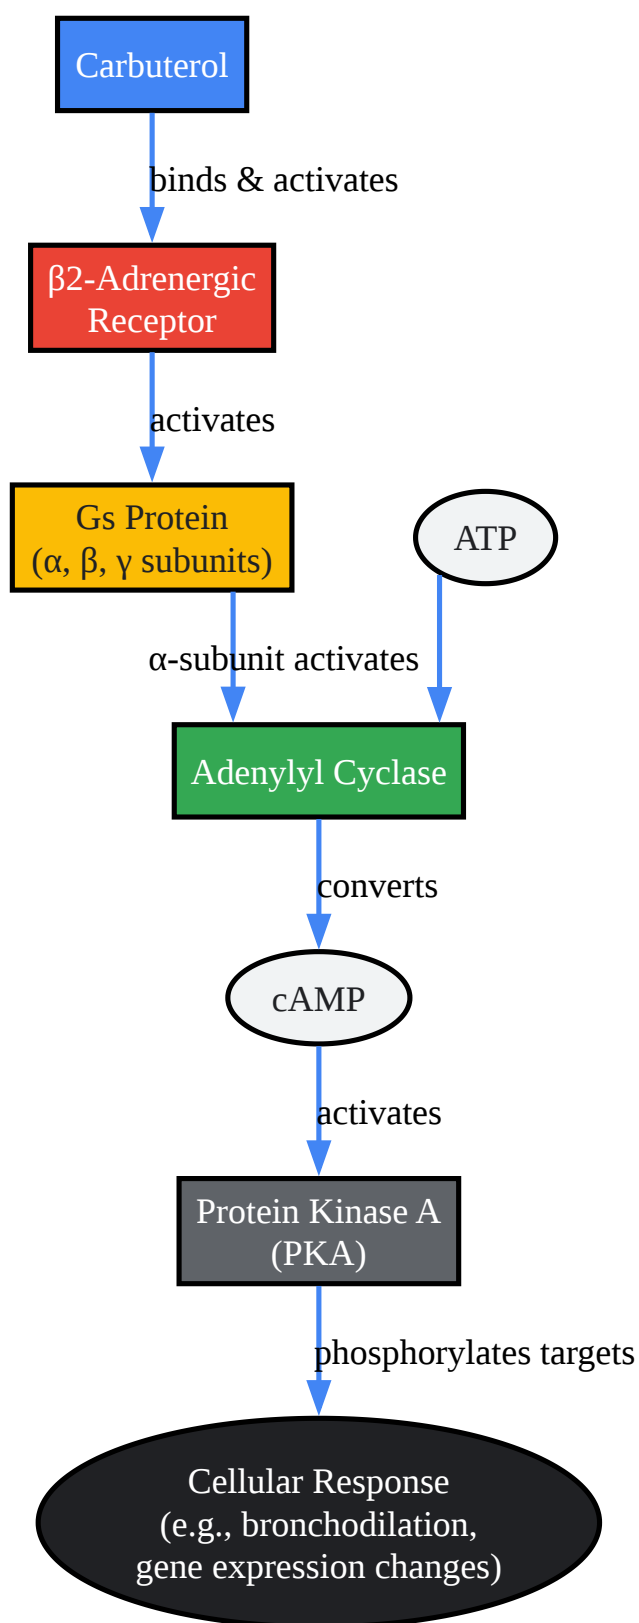 Carbuterol
binds & activates
β2-Adrenergic
Receptor
activates
Gs Protein
(α, β, γ subunits)
ATP
α-subunit activates
Adenylyl Cyclase
converts
cAMP
activates
Protein Kinase A
(PKA)
phosphorylates targets
Cellular Response
(e.g., bronchodilation,
gene expression changes)